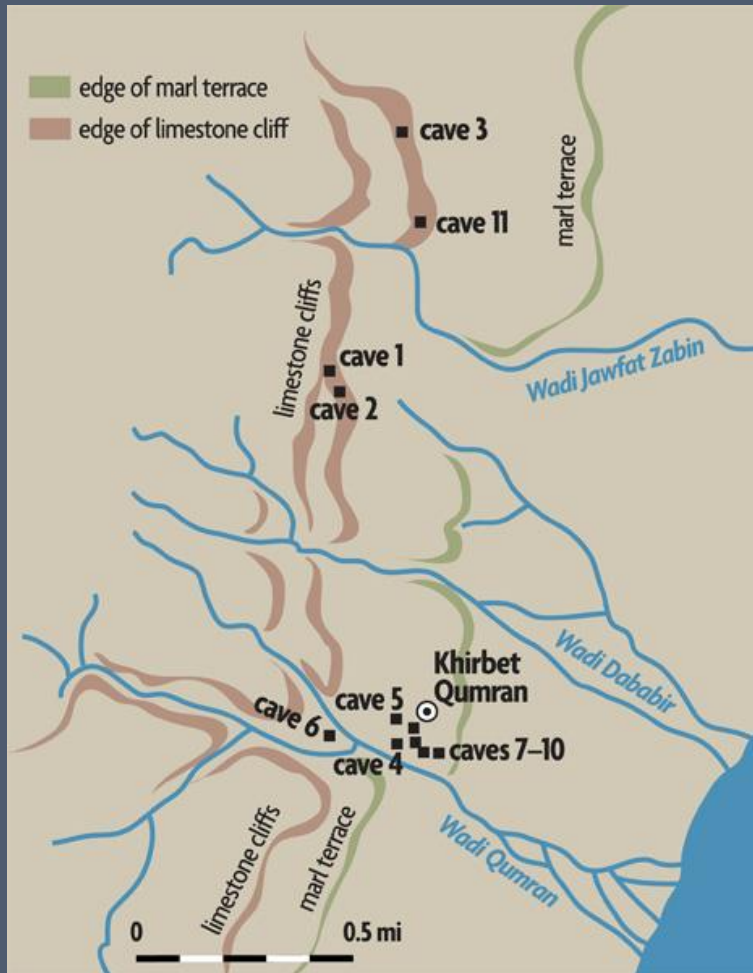 edge of marl terrace
edge of limestone cliff
cave 3
marl terrace
cave 11
limestone cliffs
cave 1
Wadi Jawfat Zabin
cave 2
Wadi Dababir
Khirbet
Qumran
cave 5
cave 6
caves 7–10
cave 4
Wadi Qumran
limestone cliffs
marl terrace
0 0.5 mi